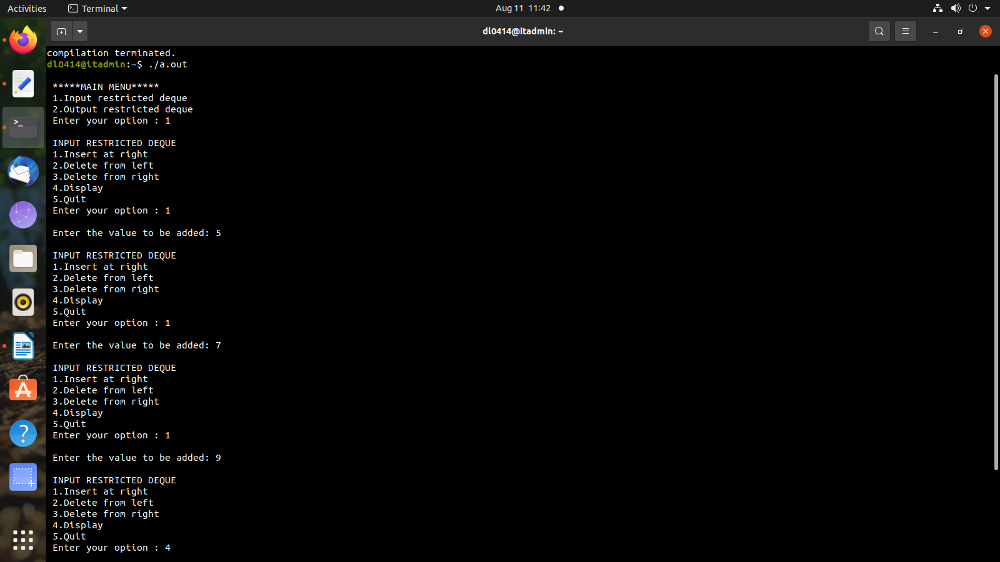 Activities Terminal Aug 11 11:42
dl0414@itadmin: ~
compilation terminated.
dl0414@itadmin:~$ ./a.out
*****MAIN MENU*****
1.Input restricted deque
2.Output restricted deque
Enter your option : 1
INPUT RESTRICTED DEQUE
1.Insert at right
2.Delete from left
3.Delete from right
4.Display
5.Quit
Enter your option : 1
Enter the value to be added: 5
INPUT RESTRICTED DEQUE
1.Insert at right
2.Delete from left
3.Delete from right
4.Display
5.Quit
Enter your option : 1
Enter the value to be added: 7
INPUT RESTRICTED DEQUE
1.Insert at right
2.Delete from left
3.Delete from right
4.Display
5.Quit
Enter your option : 1
Enter the value to be added: 9
INPUT RESTRICTED DEQUE
1.Insert at right
2.Delete from left
3.Delete from right
4.Display
5.Quit
Enter your option : 4